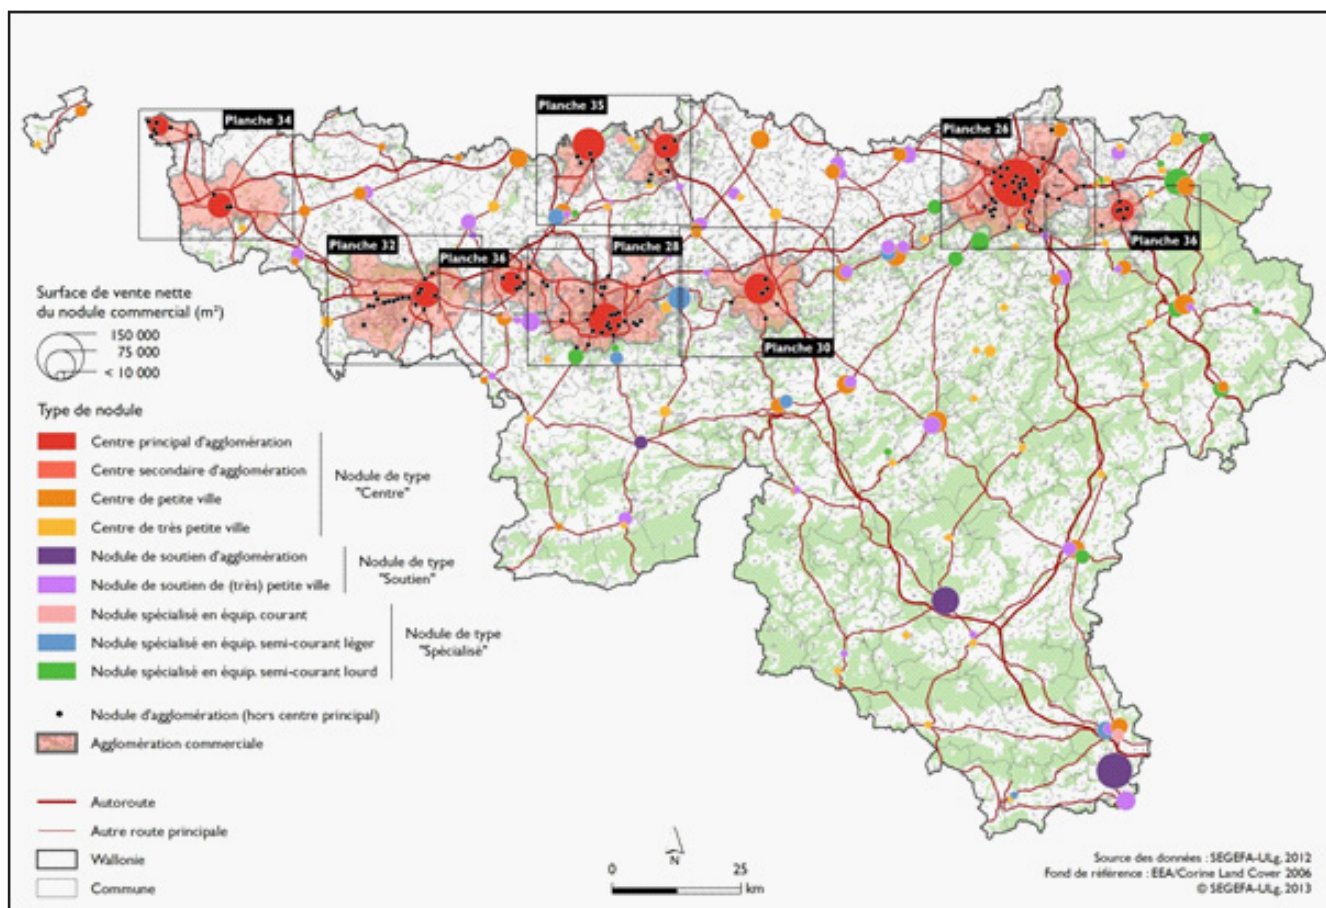 Planche 34
Planche 35
Planche 26
Planche 32
Planche 36
Planche 28
Planche 36
Planche 30
Surface de vente nette
du nodule commercial (m²)
150 000
75 000
< 10 000
Type de nodule
Centre principal d'agglomération
Centre secondaire d'agglomération
Centre de petite ville
Centre de très petite ville
Nodule de type
"Centre"
Nodule de soutien d'agglomération
Nodule de soutien de (très) petite ville
Nodule de type
"Soutien"
Nodule spécialisé en équip. courant
Nodule spécialisé en équip. semi-courant léger
Nodule spécialisé en équip. semi-courant lourd
Nodule de type
"Spécialisé"
Nodule d'agglomération (hors centre principal)
Agglomération commerciale
Autoroute
Autre route principale
Wallonie
Commune
N
0 25
km
Source des données : SEGEFA-ULg, 2012
Fond de référence : EEA/Corine Land Cover 2006
© SEGEFA-ULg, 2013